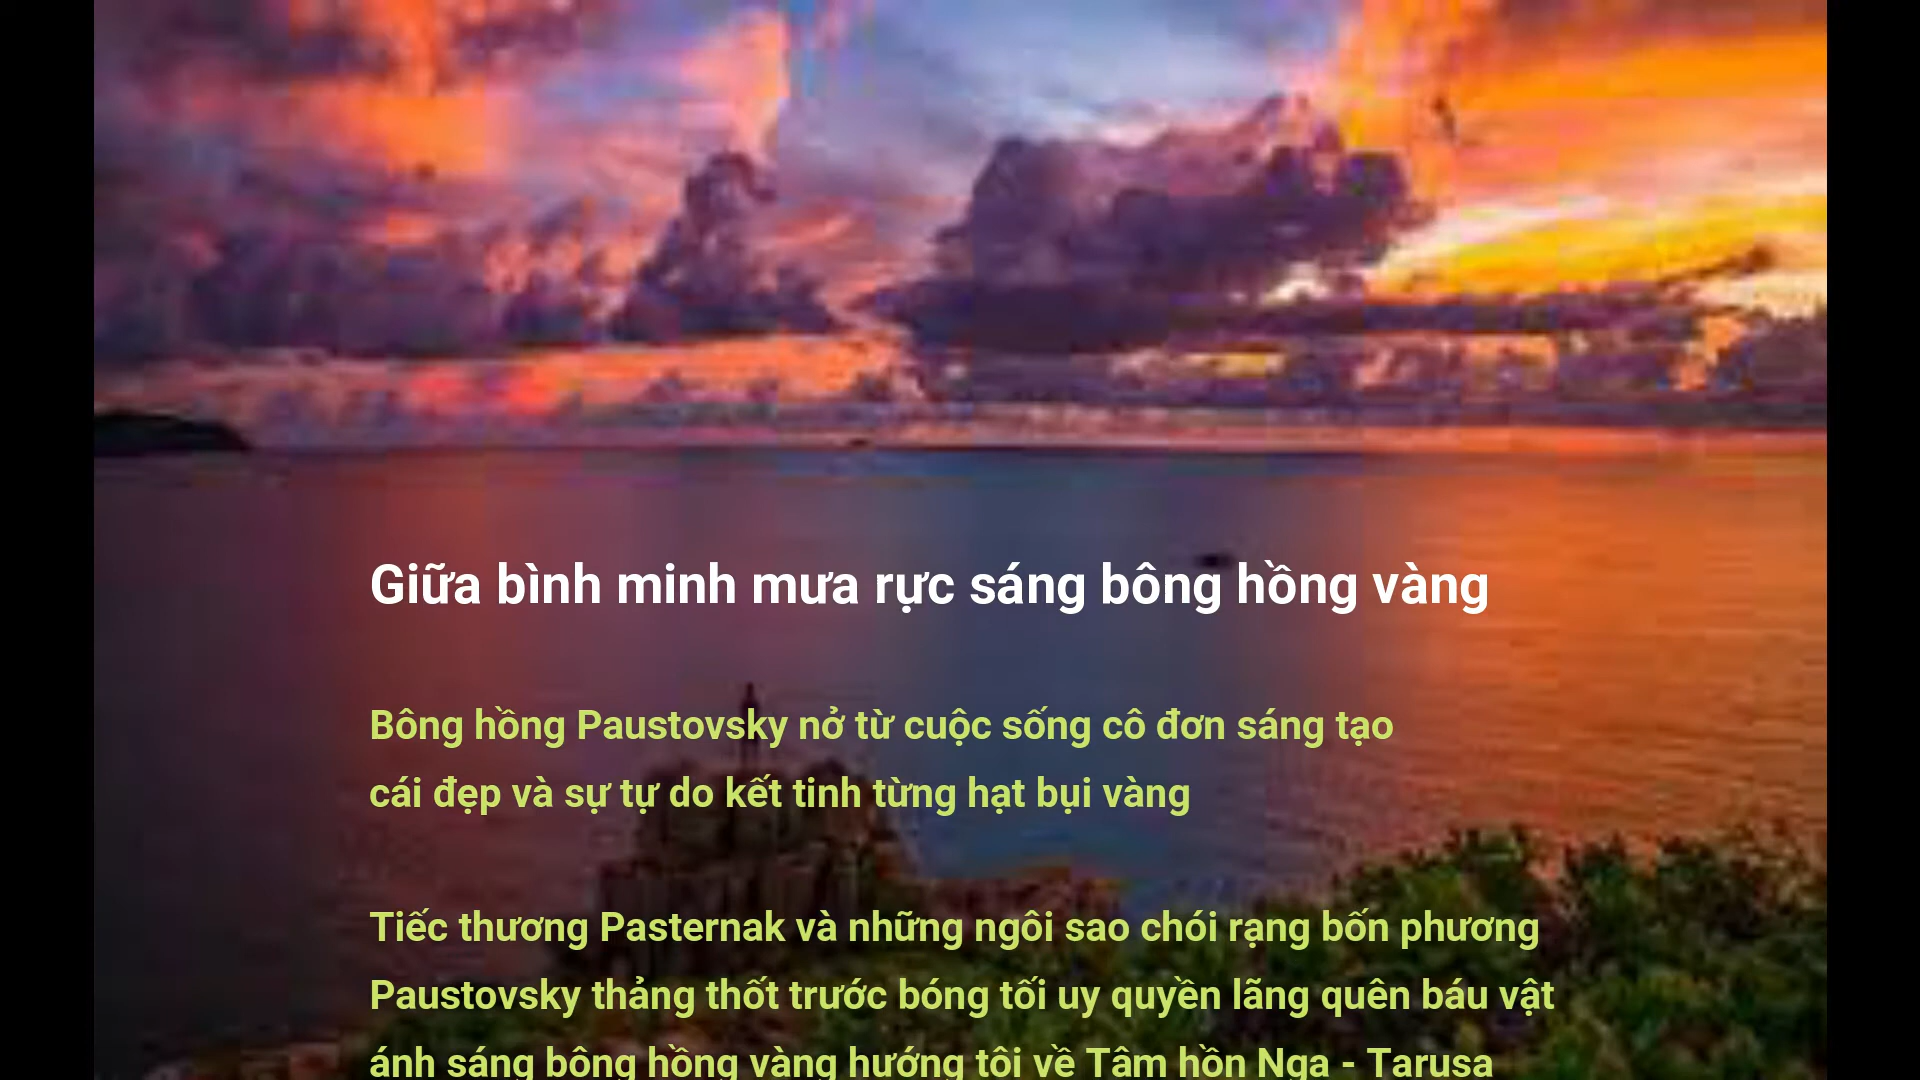 Giữa bình minh mưa rực sáng bông hồng vàng
Bông hồng Paustovsky nở từ cuộc sống cô đơn sáng tạo
cái đẹp và sự tự do kết tinh từng hạt bụi vàng
Tiếc thương Pasternak và những ngôi sao chói rạng bốn phương
Paustovsky thảng thốt trước bóng tối uy quyền lãng quên báu vật
ánh sáng bông hồng vàng hướng tôi về Tâm hồn Nga - Tarusa